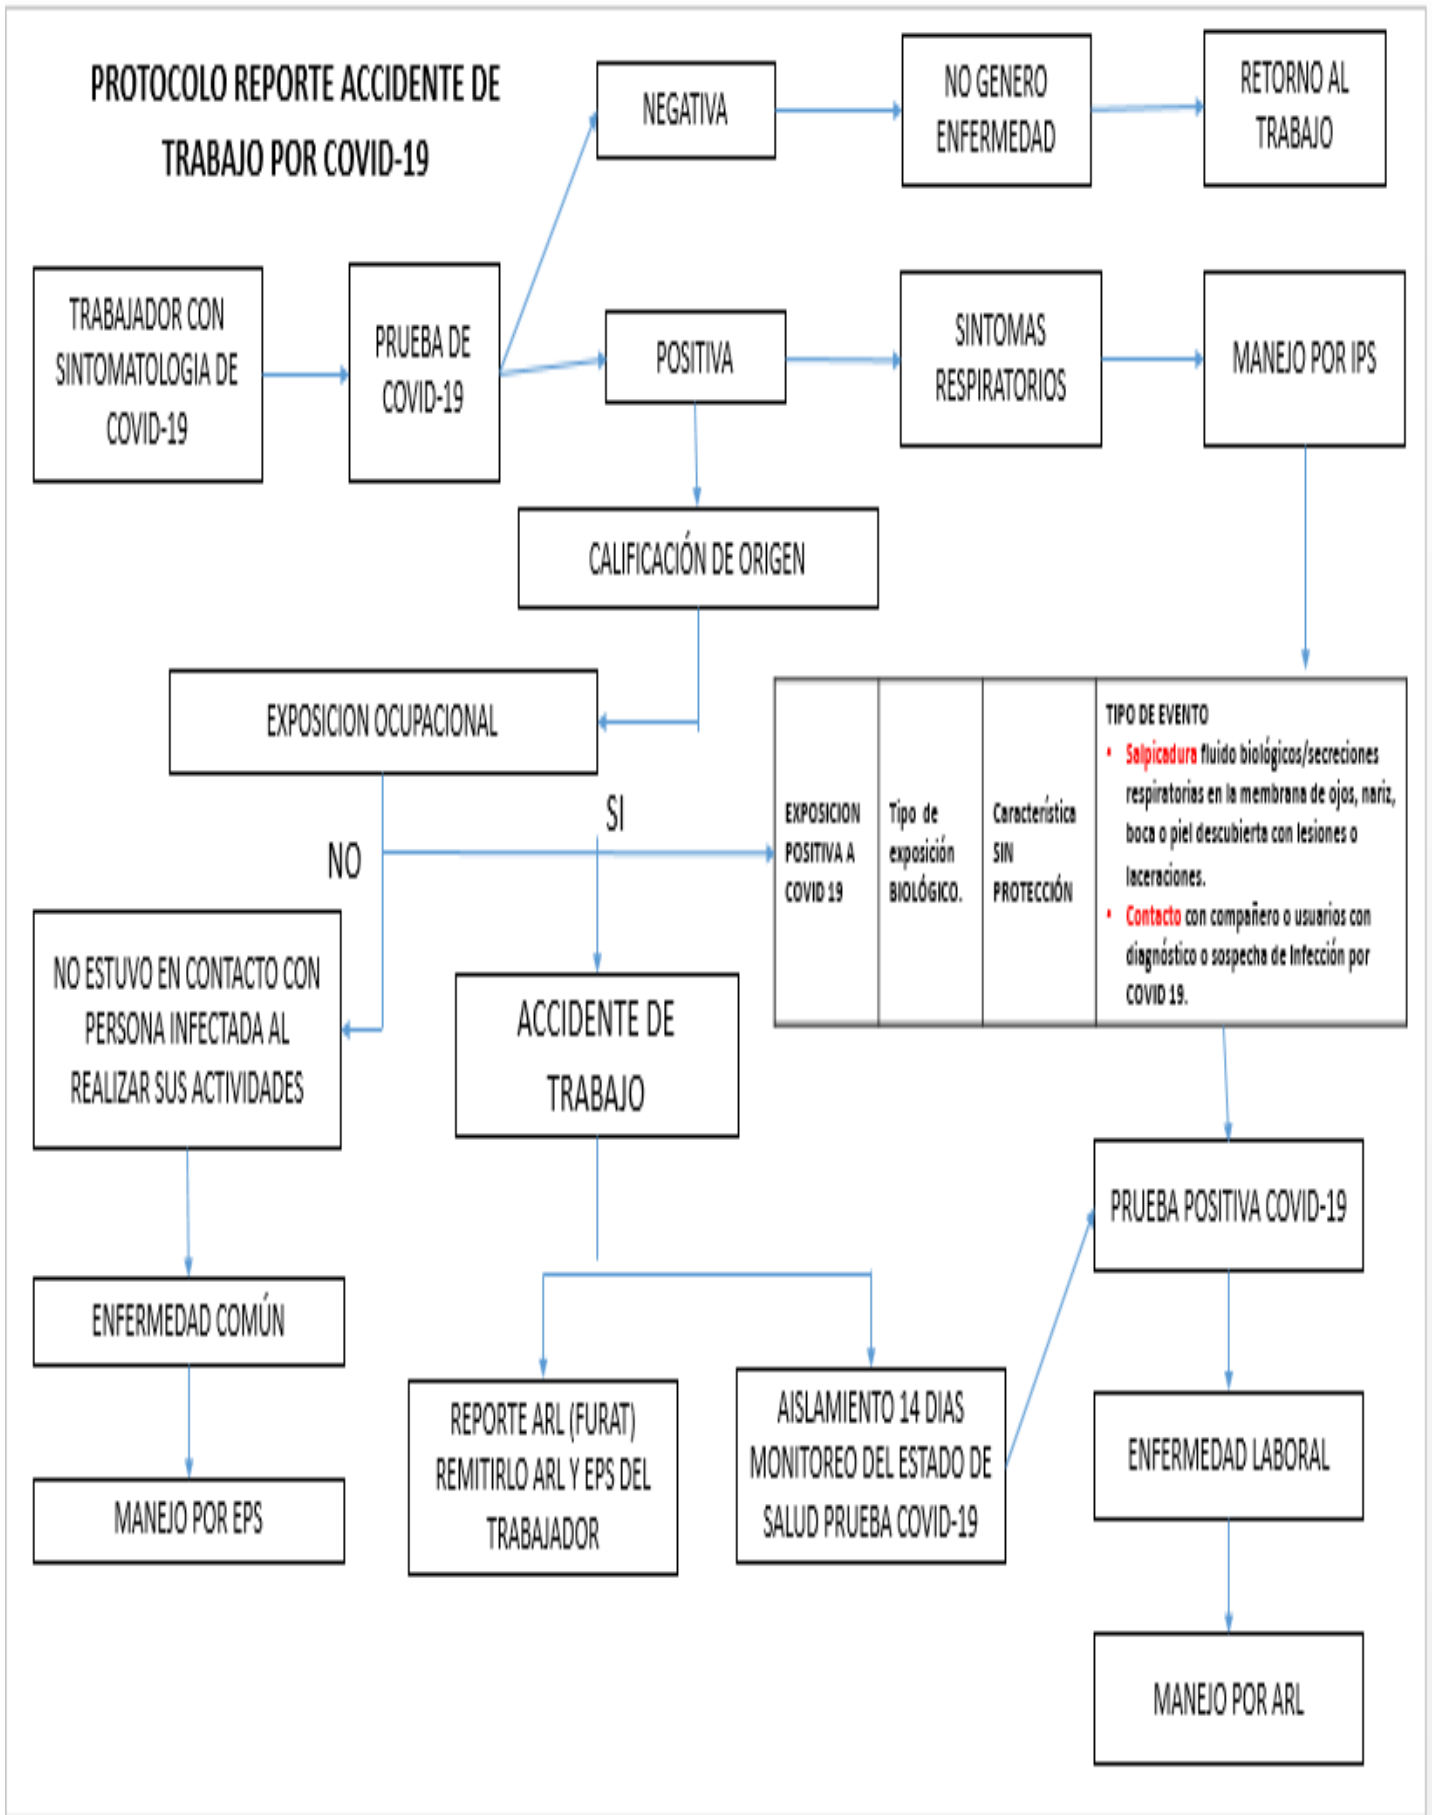 PROTOCOLO REPORTE ACCIDENTE DE
TRABAJO POR COVID-19
NEGATIVA
NO GENERO
ENFERMEDAD
RETORNO AL
TRABAJO
TRABAJADOR CON
SINTOMATOLOGIA DE
COVID-19
PRUEBA DE
COVID-19
POSITIVA
SINTOMAS
RESPIRATORIOS
MANEJO POR IPS
CALIFICACIÓN DE ORIGEN
EXPOSICION OCUPACIONAL
SI
NO
EXPOSICION
POSITIVA A
COVID 19
Tipo de
exposición
BIOLÓGICO.
Característica
SIN
PROTECCIÓN
TIPO DE EVENTO
• Salpicadura fluido biológicos/secreciones
respiratorias en la membrana de ojos, nariz,
boca o piel descubierta con lesiones o
laceraciones.
• Contacto con compañero o usuarios con
diagnóstico o sospecha de Infección por
COVID 19.
NO ESTUVO EN CONTACTO CON
PERSONA INFECTADA AL
REALIZAR SUS ACTIVIDADES
ACCIDENTE DE
TRABAJO
PRUEBA POSITIVA COVID-19
ENFERMEDAD COMÚN
REPORTE ARL (FURAT)
REMITIRLO ARL Y EPS DEL
TRABAJADOR
AISLAMIENTO 14 DIAS
MONITOREO DEL ESTADO DE
SALUD PRUEBA COVID-19
ENFERMEDAD LABORAL
MANEJO POR EPS
MANEJO POR ARL